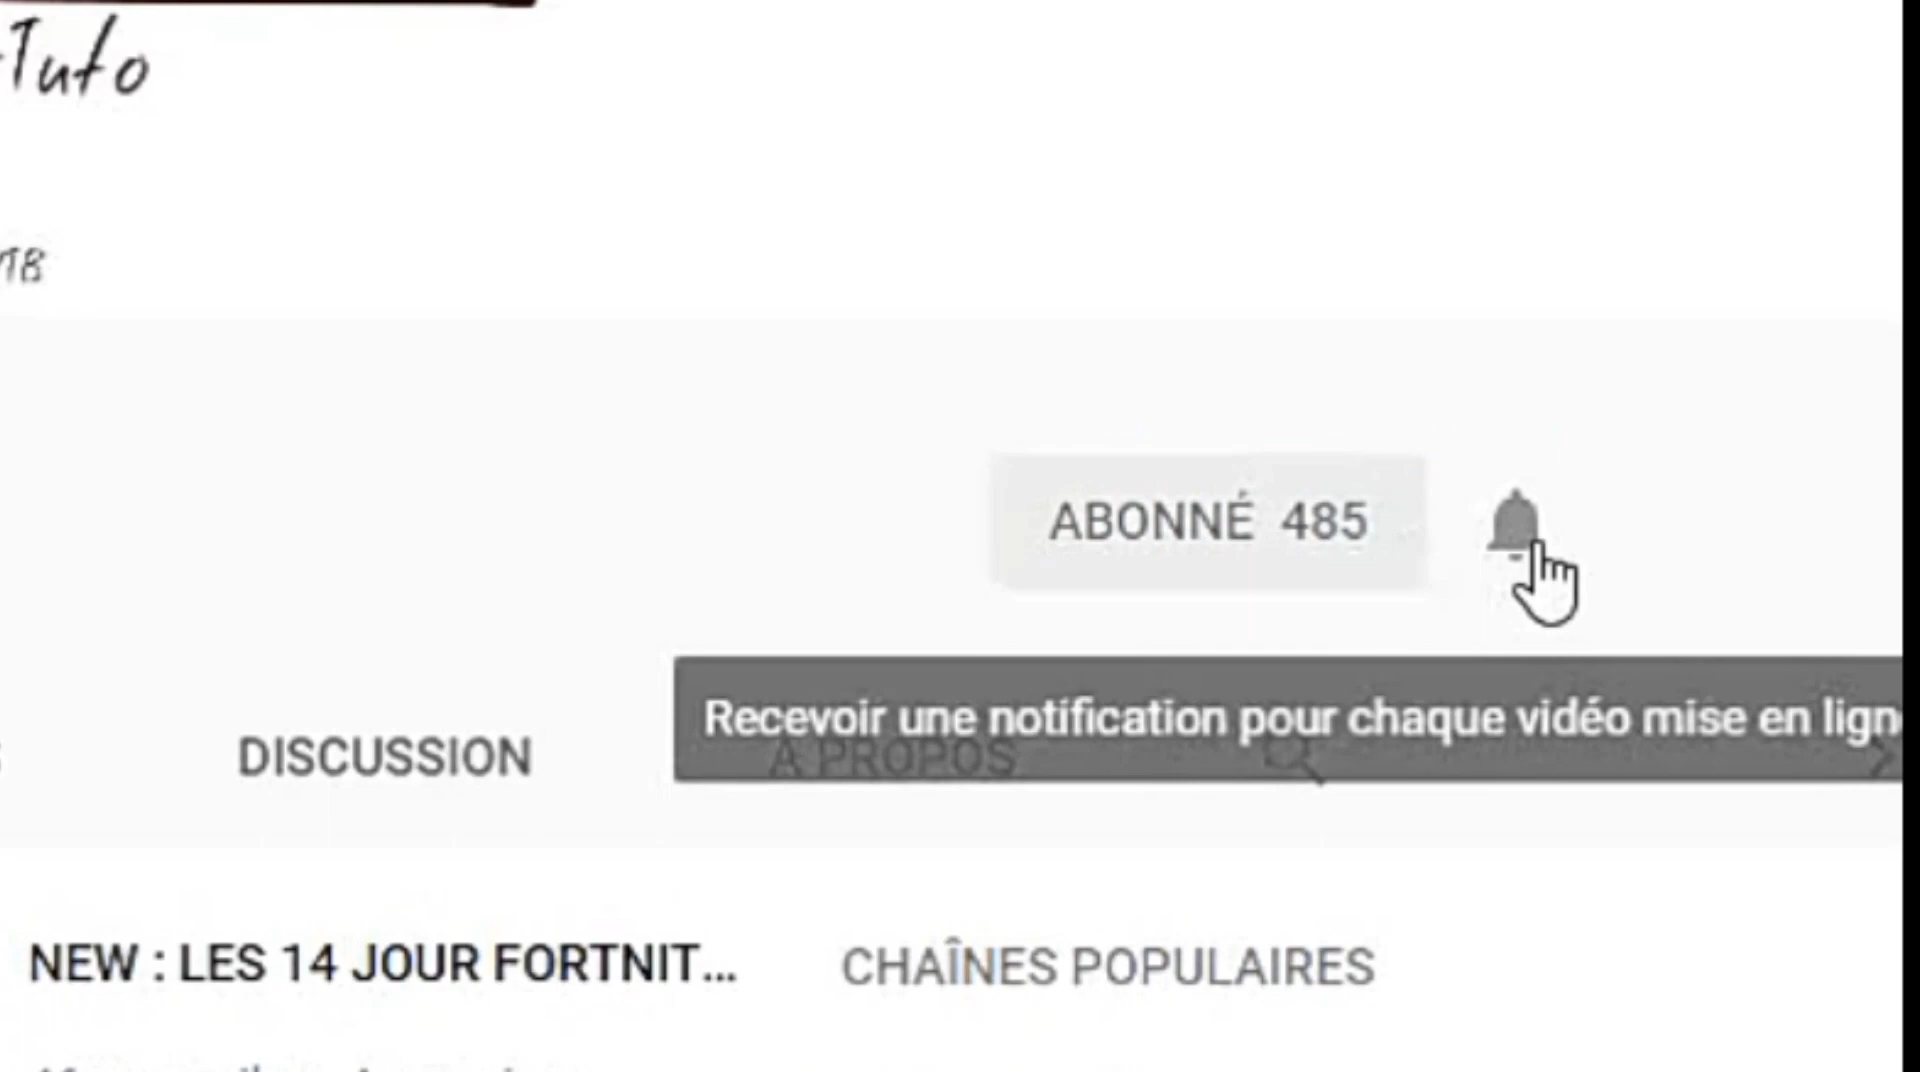 Tuto
ABONNÉ 485
Recevoir une notification pour chaque vidéo mise en lign
DISCUSSION
À PROPOS
NEW : LES 14 JOUR FORTNIT...
CHAÎNES POPULAIRES